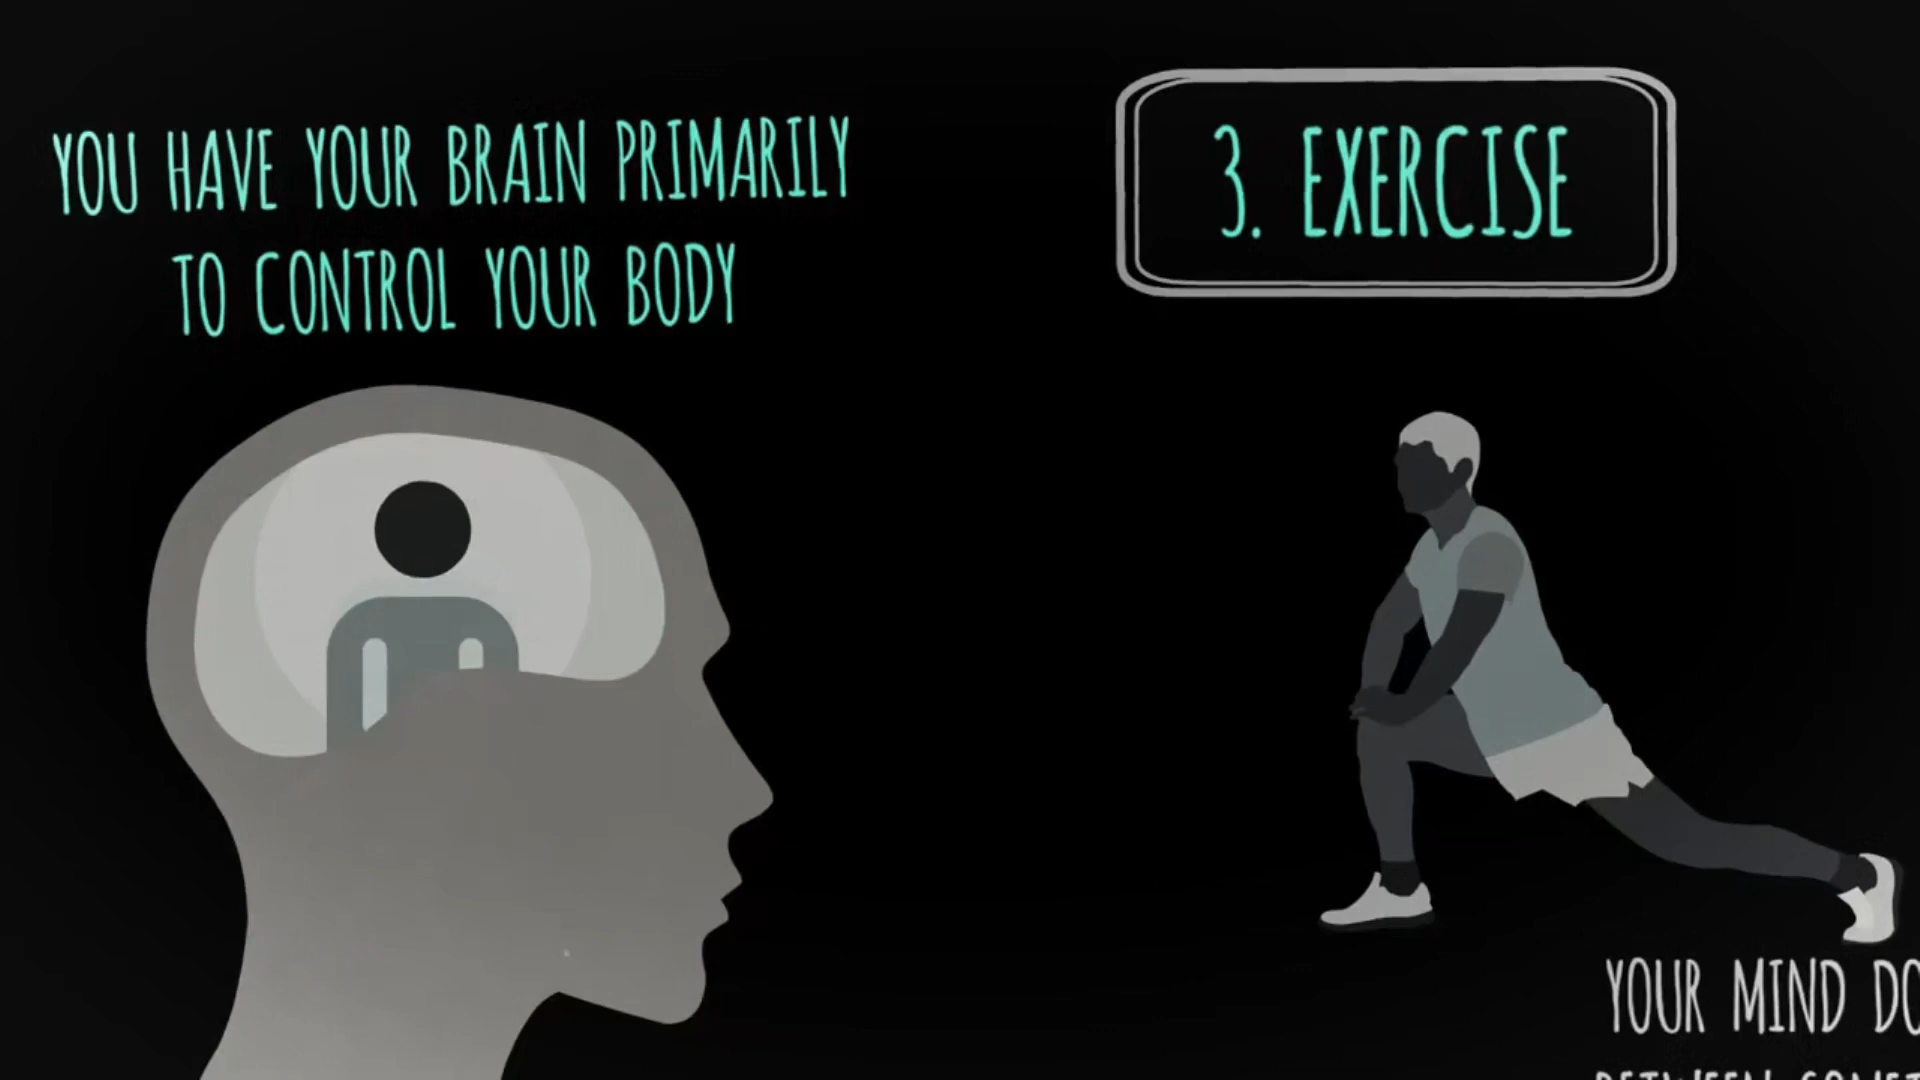 YOU HAVE YOUR BRAIN PRIMARILY
TO CONTROL YOUR BODY
3. EXERCISE
YOUR MIND